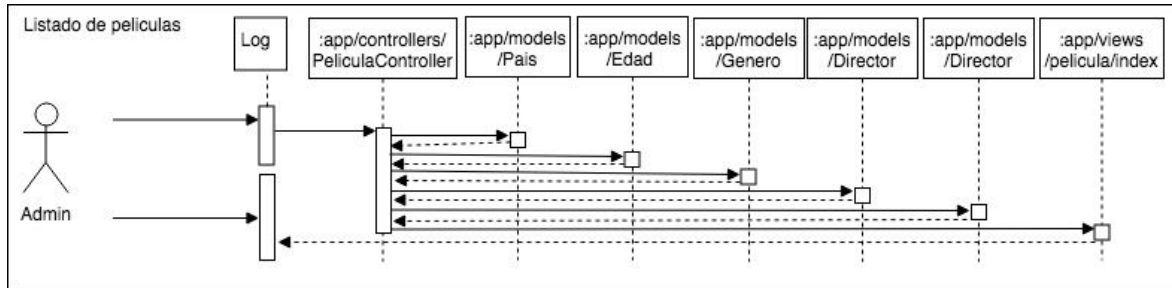 Listado de peliculas
Log
:app/controllers/
PeliculaController
:app/models
/Pais
:app/models
/Edad
:app/models
/Genero
:app/models
/Director
:app/models
/Director
:app/views
/pelicula/index
Admin